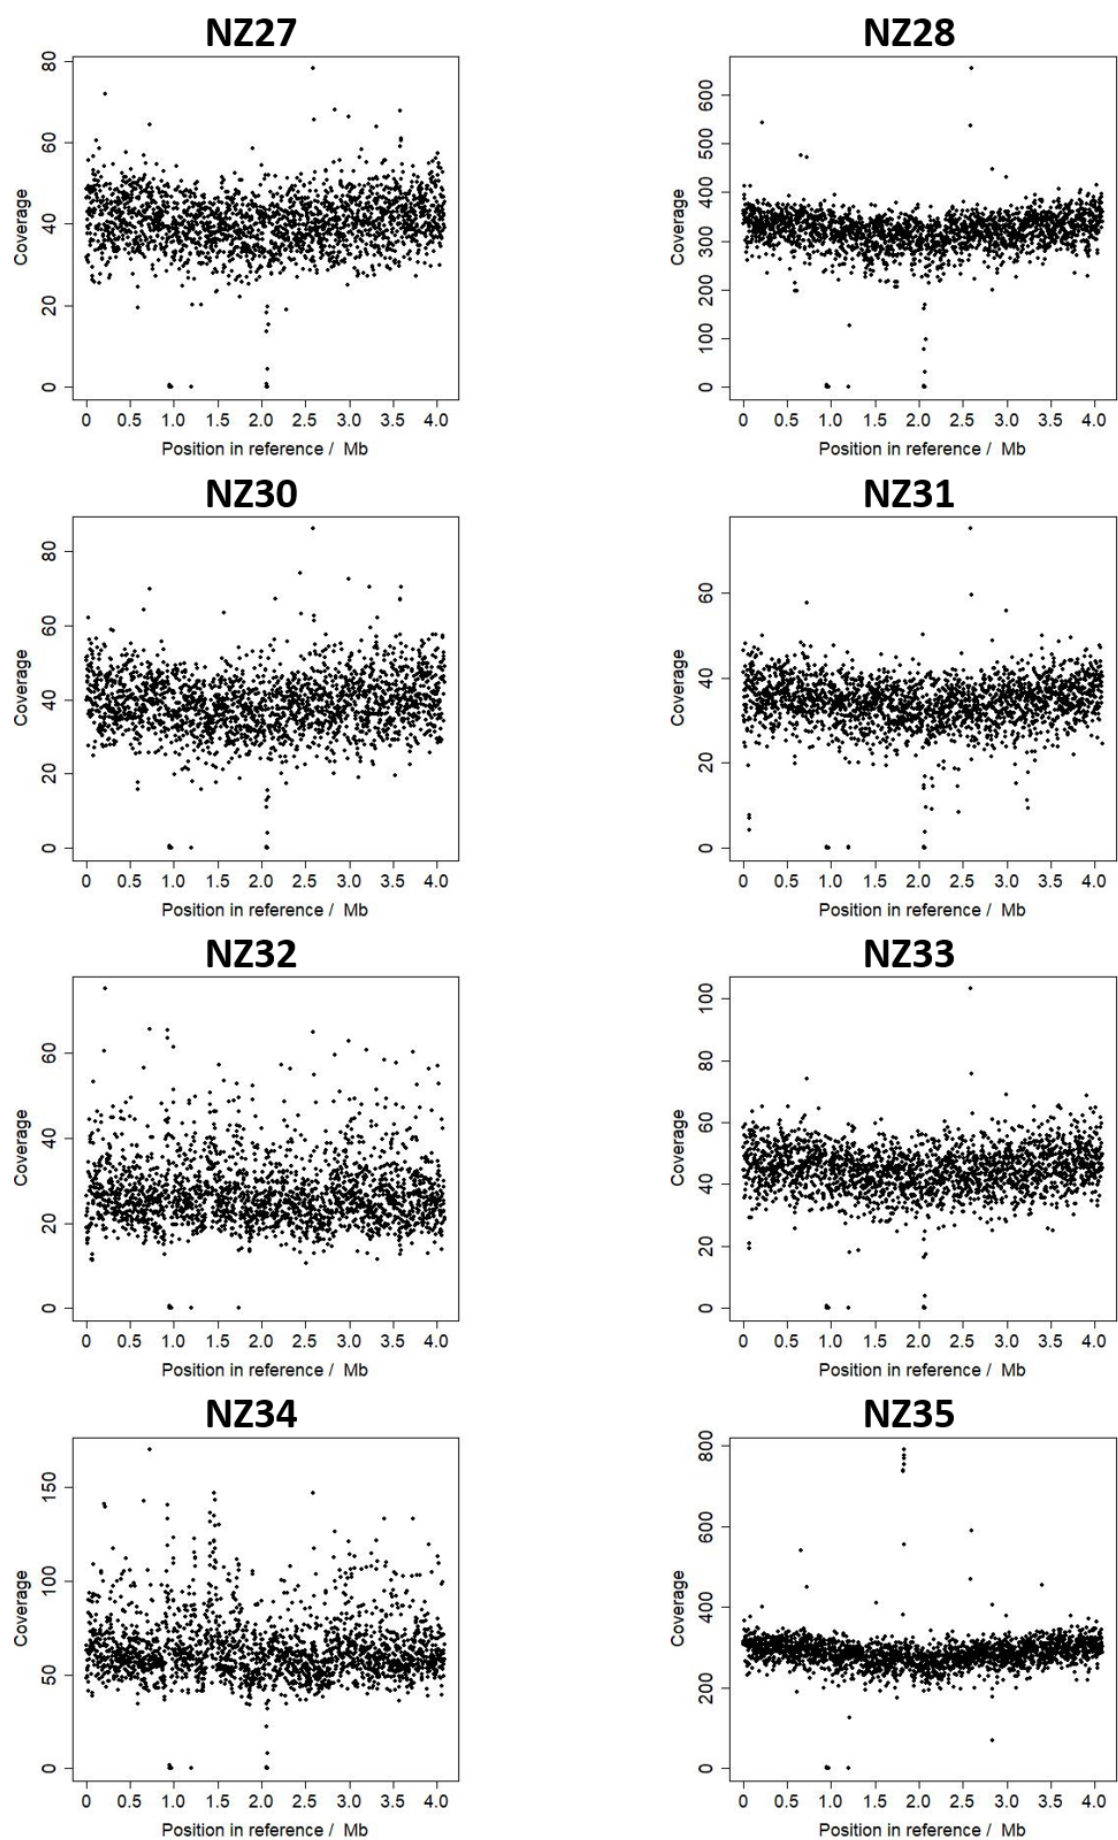 NZ27
Coverage
0 20 40 60 80
0 0.5 1.0 1.5 2.0 2.5 3.0 3.5 4.0
Position in reference / Mb
NZ28
Coverage
0 100 200 300 400 500 600
0 0.5 1.0 1.5 2.0 2.5 3.0 3.5 4.0
Position in reference / Mb
NZ30
Coverage
0 20 40 60 80
0 0.5 1.0 1.5 2.0 2.5 3.0 3.5 4.0
Position in reference / Mb
NZ31
Coverage
0 20 40 60
0 0.5 1.0 1.5 2.0 2.5 3.0 3.5 4.0
Position in reference / Mb
NZ32
Coverage
0 20 40 60
0 0.5 1.0 1.5 2.0 2.5 3.0 3.5 4.0
Position in reference / Mb
NZ33
Coverage
0 20 40 60 80 100
0 0.5 1.0 1.5 2.0 2.5 3.0 3.5 4.0
Position in reference / Mb
NZ34
Coverage
0 50 100 150
0 0.5 1.0 1.5 2.0 2.5 3.0 3.5 4.0
Position in reference / Mb
NZ35
Coverage
0 200 400 600 800
0 0.5 1.0 1.5 2.0 2.5 3.0 3.5 4.0
Position in reference / Mb